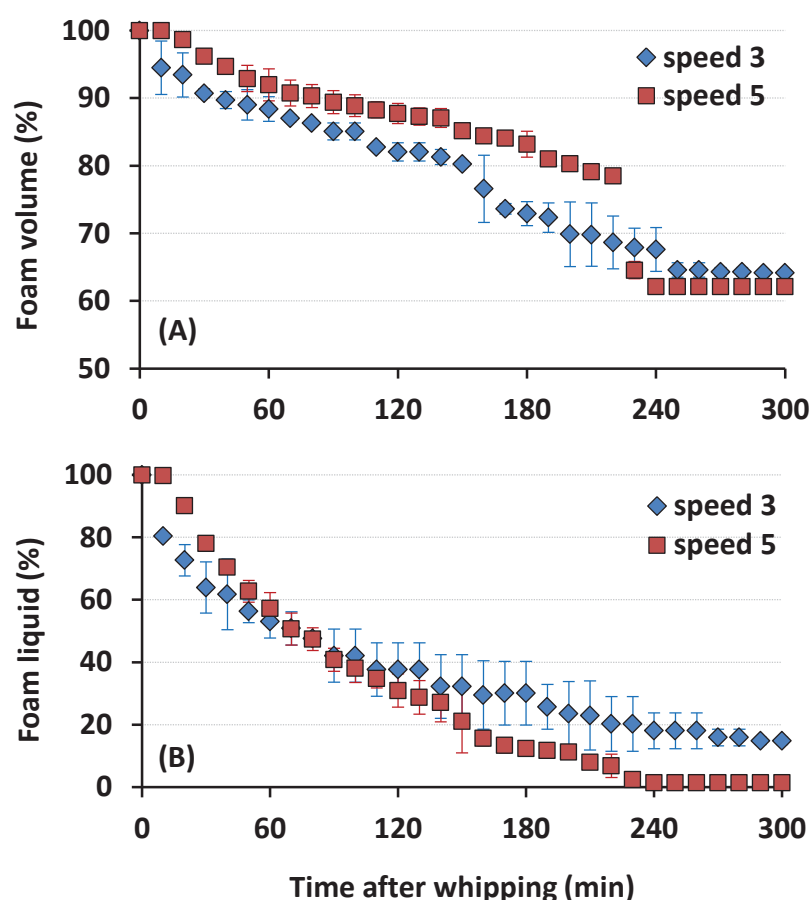 Foam volume (%)
100
90
80
70
60
50
speed 3
speed 5
(A)
0 60 120 180 240 300
Foam liquid (%)
100
80
60
40
20
0
speed 3
speed 5
(B)
0 60 120 180 240 300
Time after whipping (min)